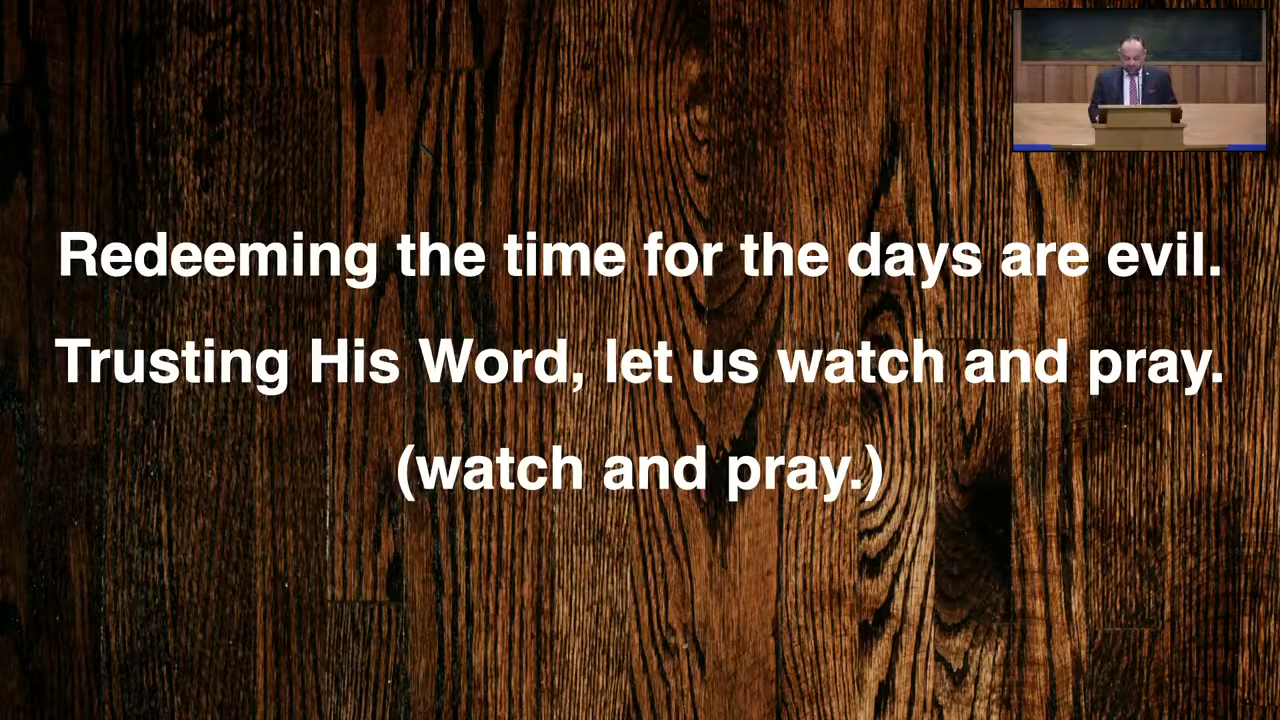 Redeeming the time for the days are evil.
Trusting His Word, let us watch and pray.
(watch and pray.)